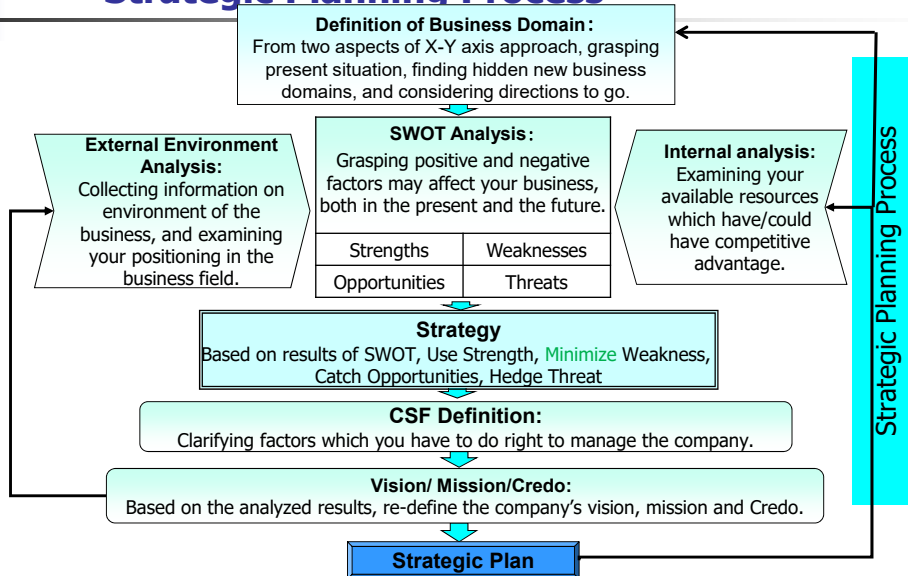 Strategic Planning Process
Definition of Business Domain:
From two aspects of X-Y axis approach, grasping
present situation, finding hidden new business
domains, and considering directions to go.
External Environment
Analysis:
Collecting information on
environment of the
business, and examining
your positioning in the
business field.
SWOT Analysis:
Grasping positive and negative
factors may affect your business,
both in the present and the future.
Strengths
Weaknesses
Opportunities
Threats
Internal analysis:
Examining your
available resources
which have/could
have competitive
advantage.
Strategic Planning Process
Strategy
Based on results of SWOT, Use Strength, Minimize Weakness,
Catch Opportunities, Hedge Threat
CSF Definition:
Clarifying factors which you have to do right to manage the company.
Vision/ Mission/Credo:
Based on the analyzed results, re-define the company's vision, mission and Credo.
Strategic Plan